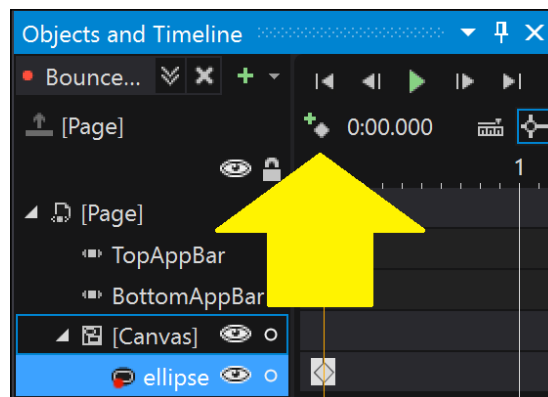 Objects and Timeline
Bounce...
[Page]
0:00.000
1
[Page]
TopAppBar
BottomAppBar
[Canvas]
ellipse